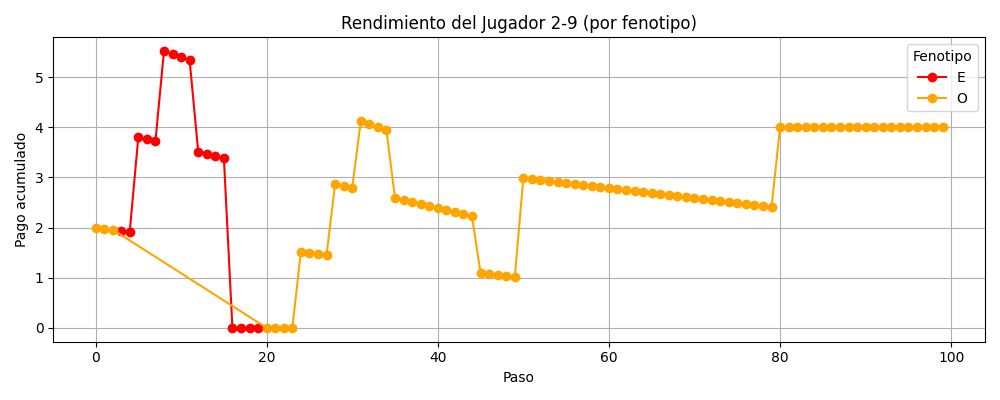 Rendimiento del Jugador 2-9 (por fenotipo)
Pago acumulado
5
4
3
2
1
0
Fenotipo
E
O
0 20 40 60 80 100
Paso